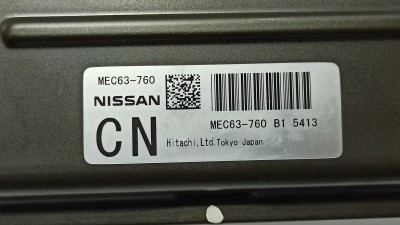 MEC63-760
NISSAN
CN
MEC63-760 B1 5413
Hitachi,Ltd.Tokyo Japan